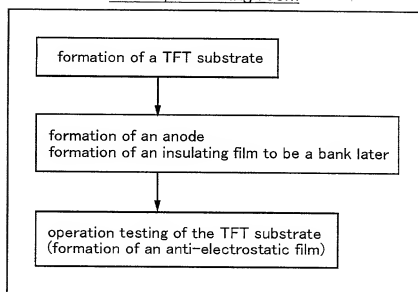 formation of a TFT substrate
formation of an anode
formation of an insulating film to be a bank later
operation testing of the TFT substrate
(formation of an anti-electrostatic film)